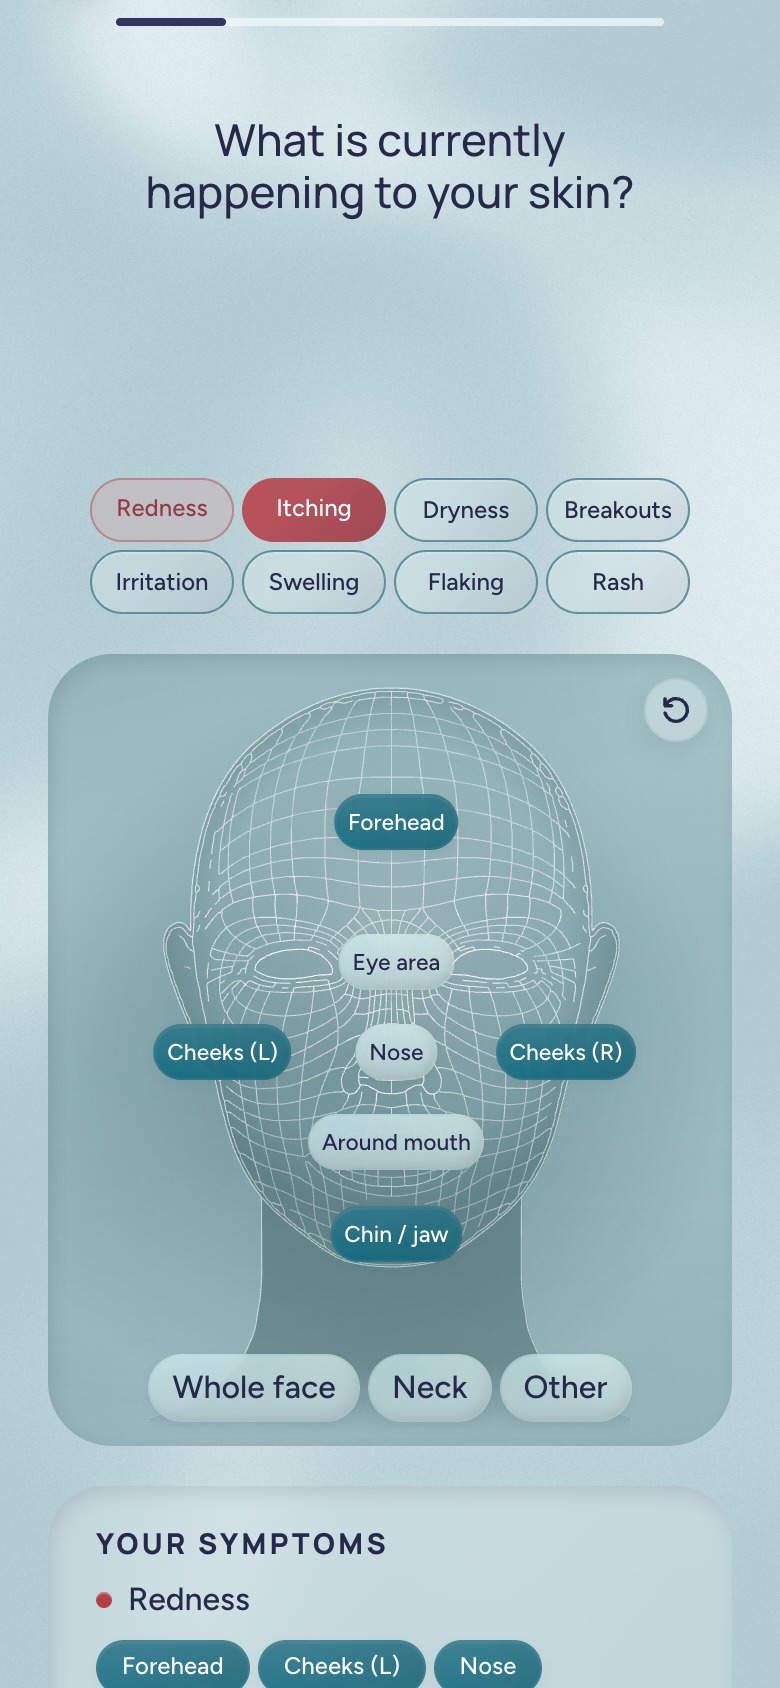 What is currently
happening to your skin?
Redness Itching Dryness Breakouts
Irritation Swelling Flaking Rash
Forehead
Eye area
Cheeks (L) Nose Cheeks (R)
Around mouth
Chin / jaw
Whole face Neck Other
YOUR SYMPTOMS
Redness
Forehead Cheeks (L) Nose